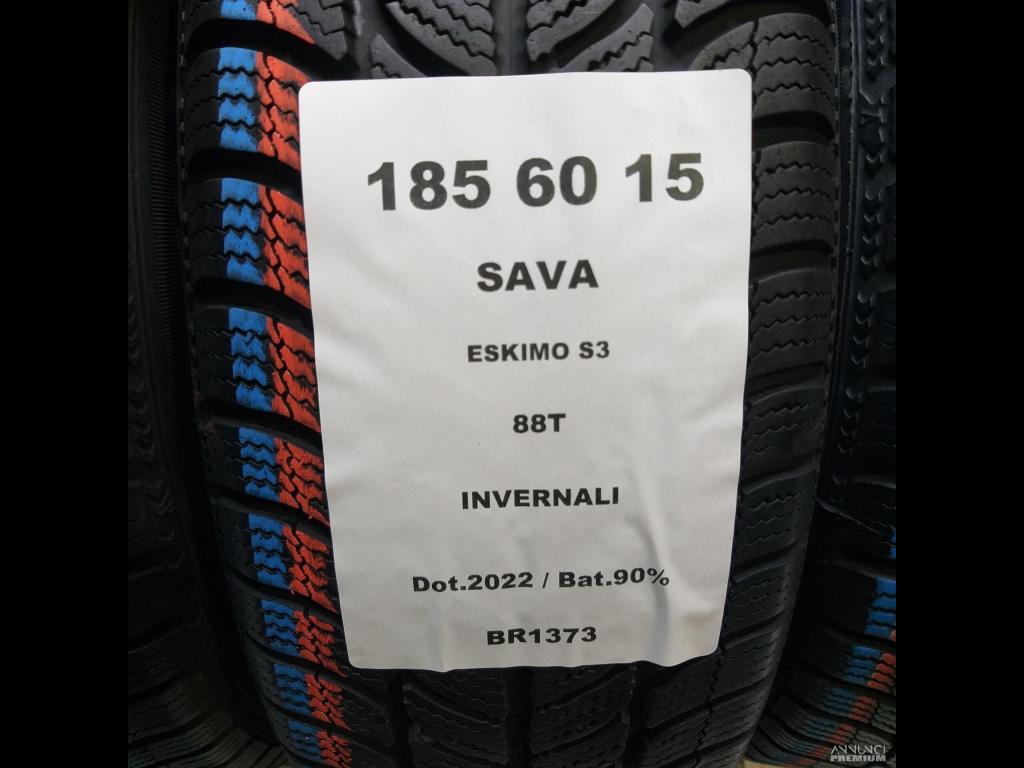 185 60 15
SAVA
ESKIMO S3
88T
INVERNALI
Dot.2022 / Bat.90%
BR1373
ANNUNCI
PREMIUM